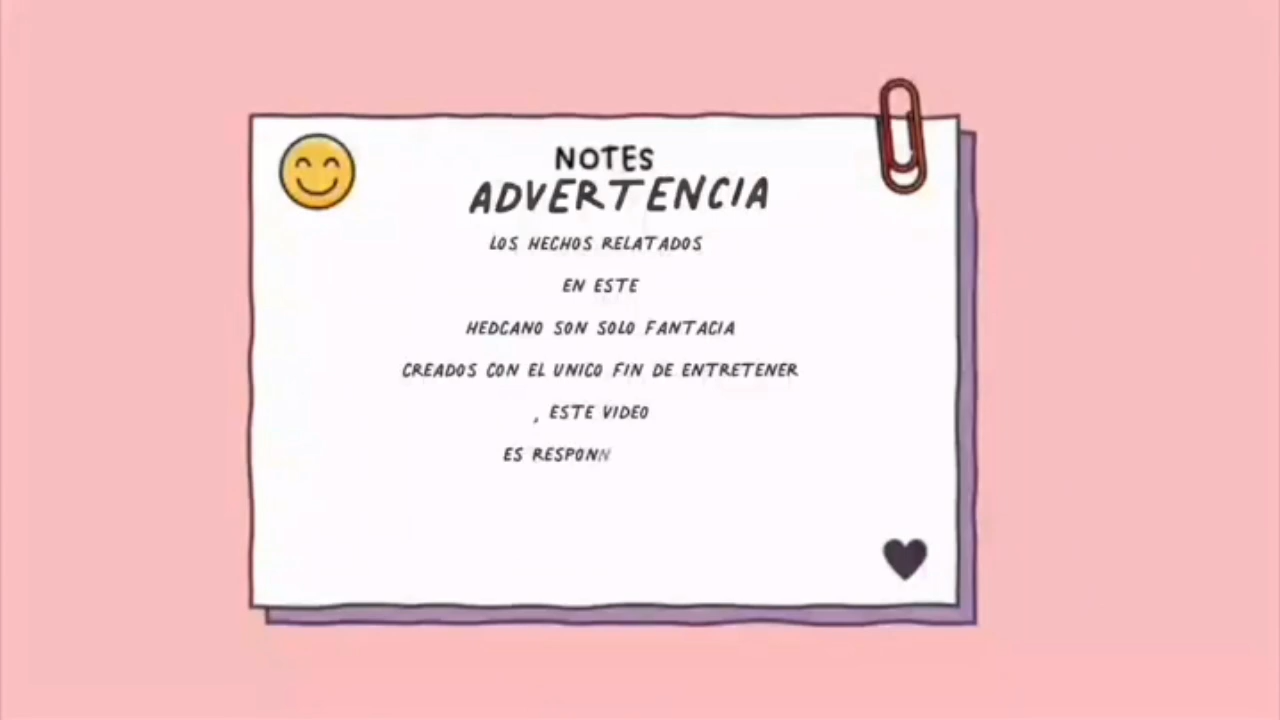 NOTES
ADVERTENCIA
LOS HECHOS RELATADOS
EN ESTE
HEDCANO SON SOLO FANTACIA
CREADOS CON EL UNICO FIN DE ENTRETENER
, ESTE VIDEO
ES RESPONN